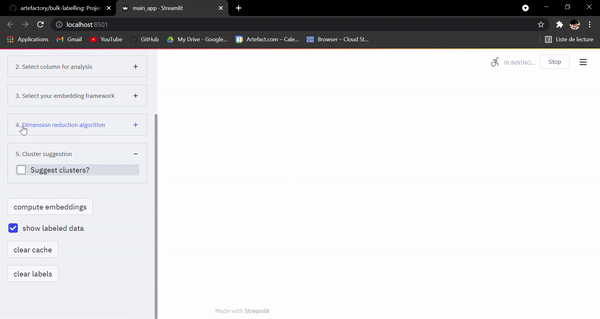 artefactory/bulk-labelling: Proje
main_app · Streamlit
localhost:8501
Applications
Gmail
YouTube
GitHub
My Drive - Google...
Artefact.com - Cale...
Browser – Cloud St...
Liste de lecture
2. Select column for analysis
RUNNING...
Stop
3. Select your embedding framework
4. Dimension reduction algorithm
5. Cluster suggestion
Suggest clusters?
compute embeddings
show labeled data
clear cache
clear labels
Made with Streamlit